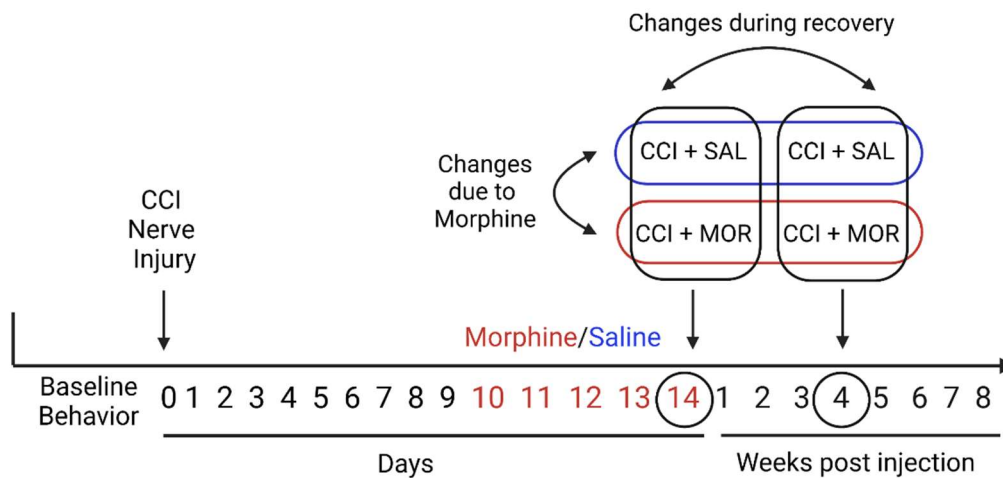 Changes during recovery
CCI + SAL
CCI + SAL
Changes
due to
Morphine
CCI + MOR
CCI + MOR
CCI
Nerve
Injury
Morphine/Saline
Baseline
Behavior
0 1 2 3 4 5 6 7 8 9 10 11 12 13 14 1 2 3 4 5 6 7 8
Days
Weeks post injection